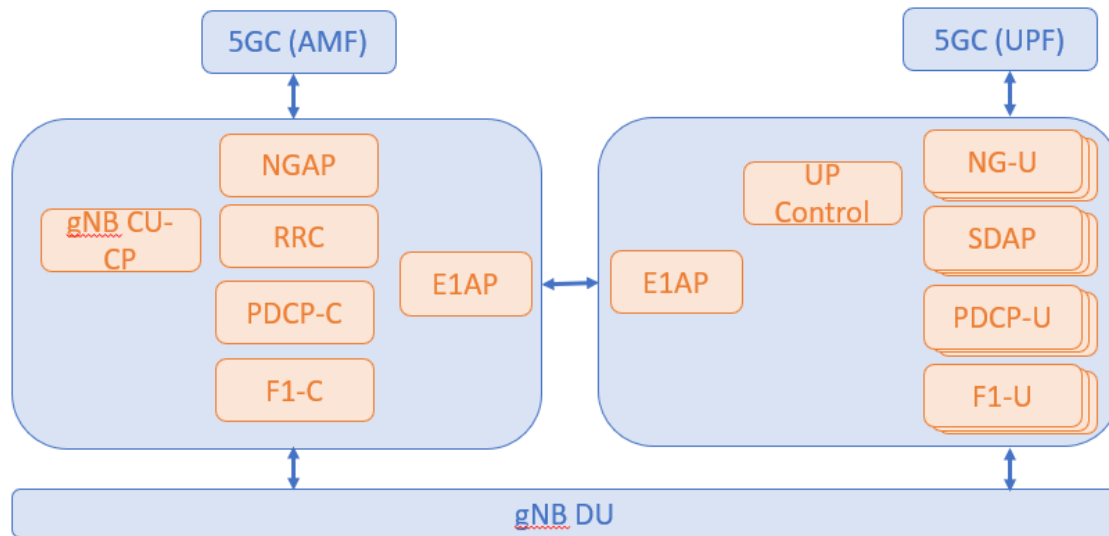 5GC (AMF)
5GC (UPF)
NGAP
gNB CU-
CP
RRC
E1AP
PDCP-C
F1-C
E1AP
UP
Control
NG-U
SDAP
PDCP-U
F1-U
gNB DU